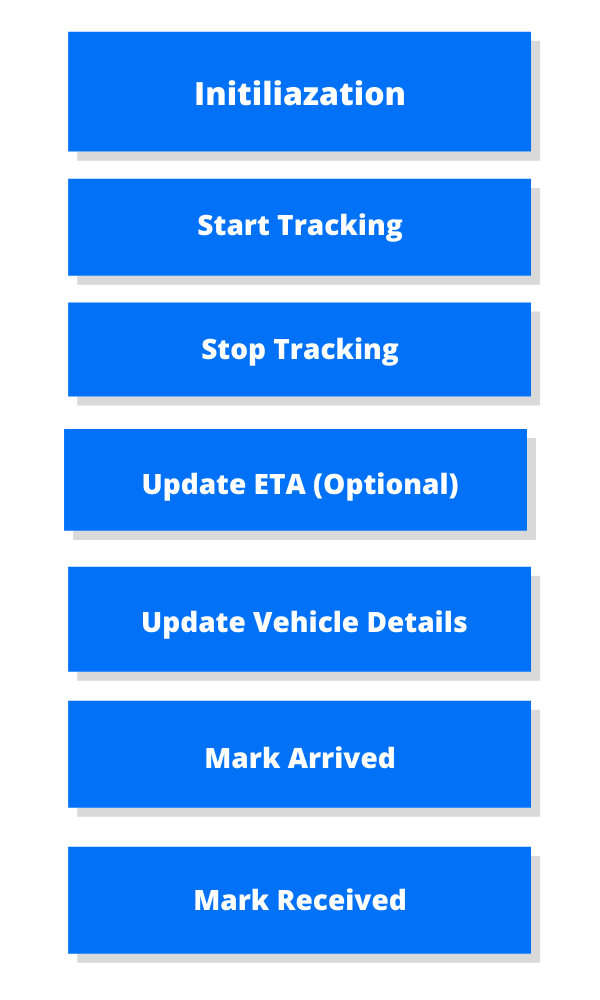 Initiliazation
Start Tracking
Stop Tracking
Update ETA (Optional)
Update Vehicle Details
Mark Arrived
Mark Received